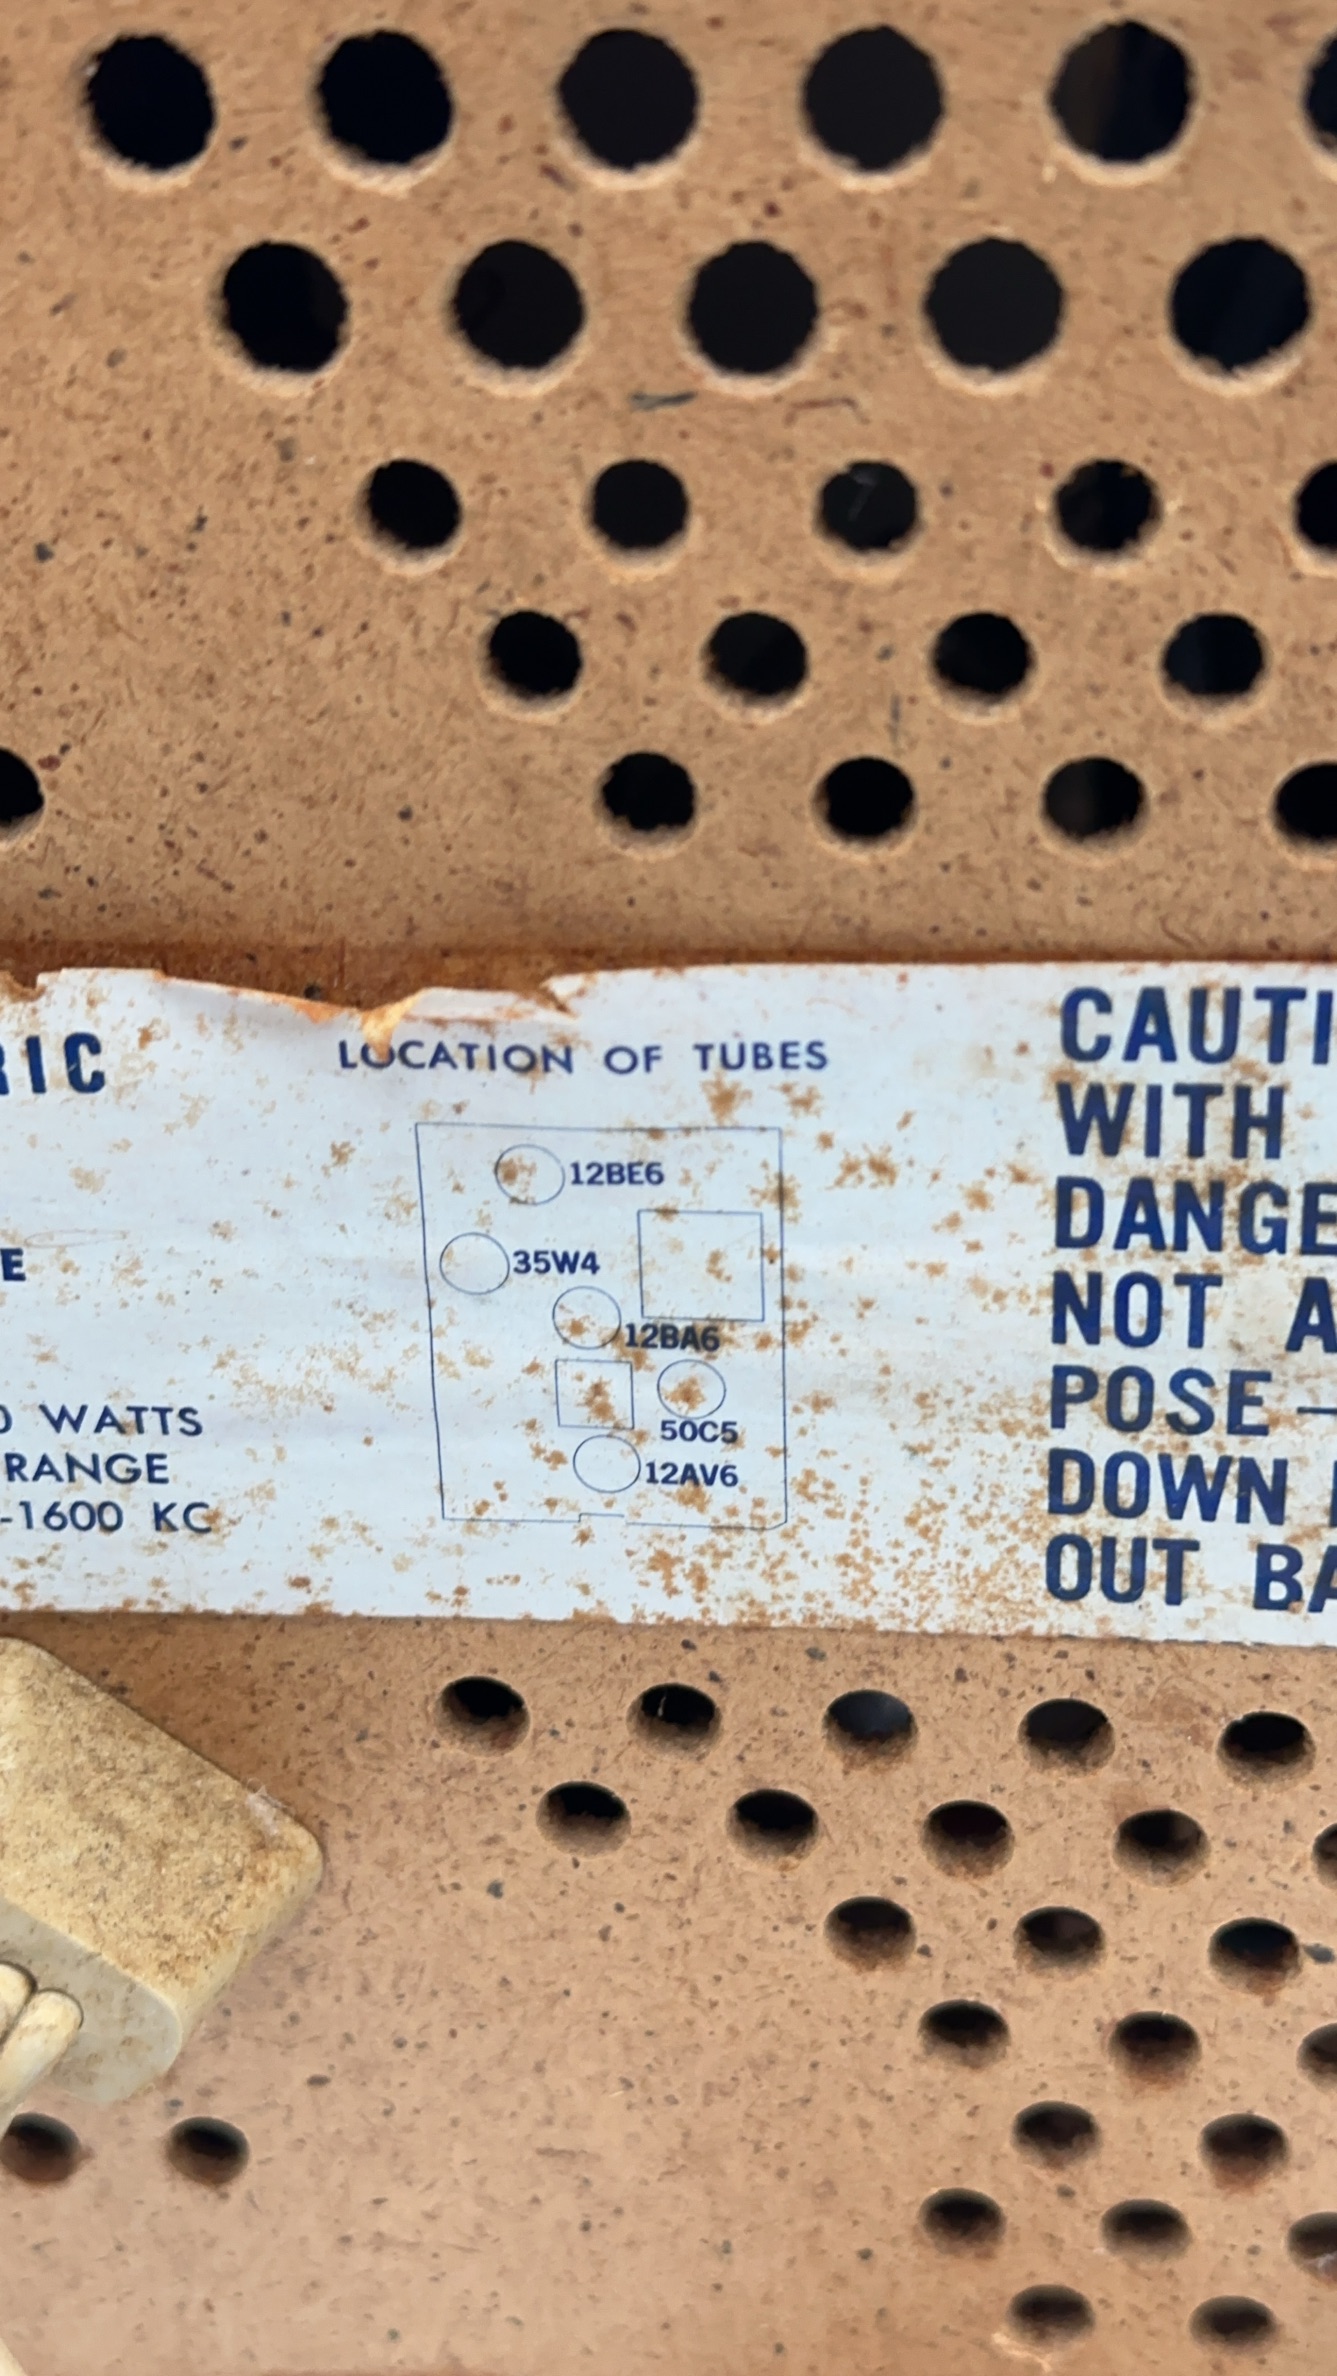 RIC
E
0 WATTS
RANGE
-1600 KC
LOCATION OF TUBES
12BE6
35W4
12BA6
50C5
12AV6
CAUTI
WITH
DANGE
NOT A
POSE —
DOWN
OUT BA